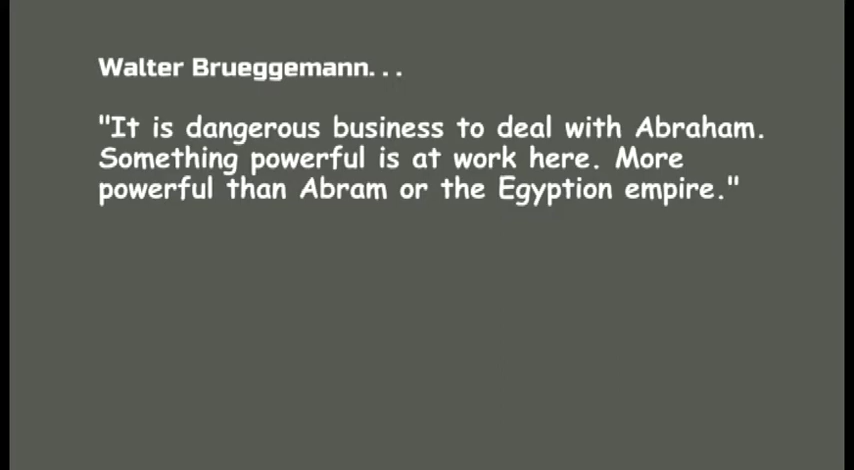 Walter Brueggemann...
"It is dangerous business to deal with Abraham.
Something powerful is at work here. More
powerful than Abram or the Egyption empire."